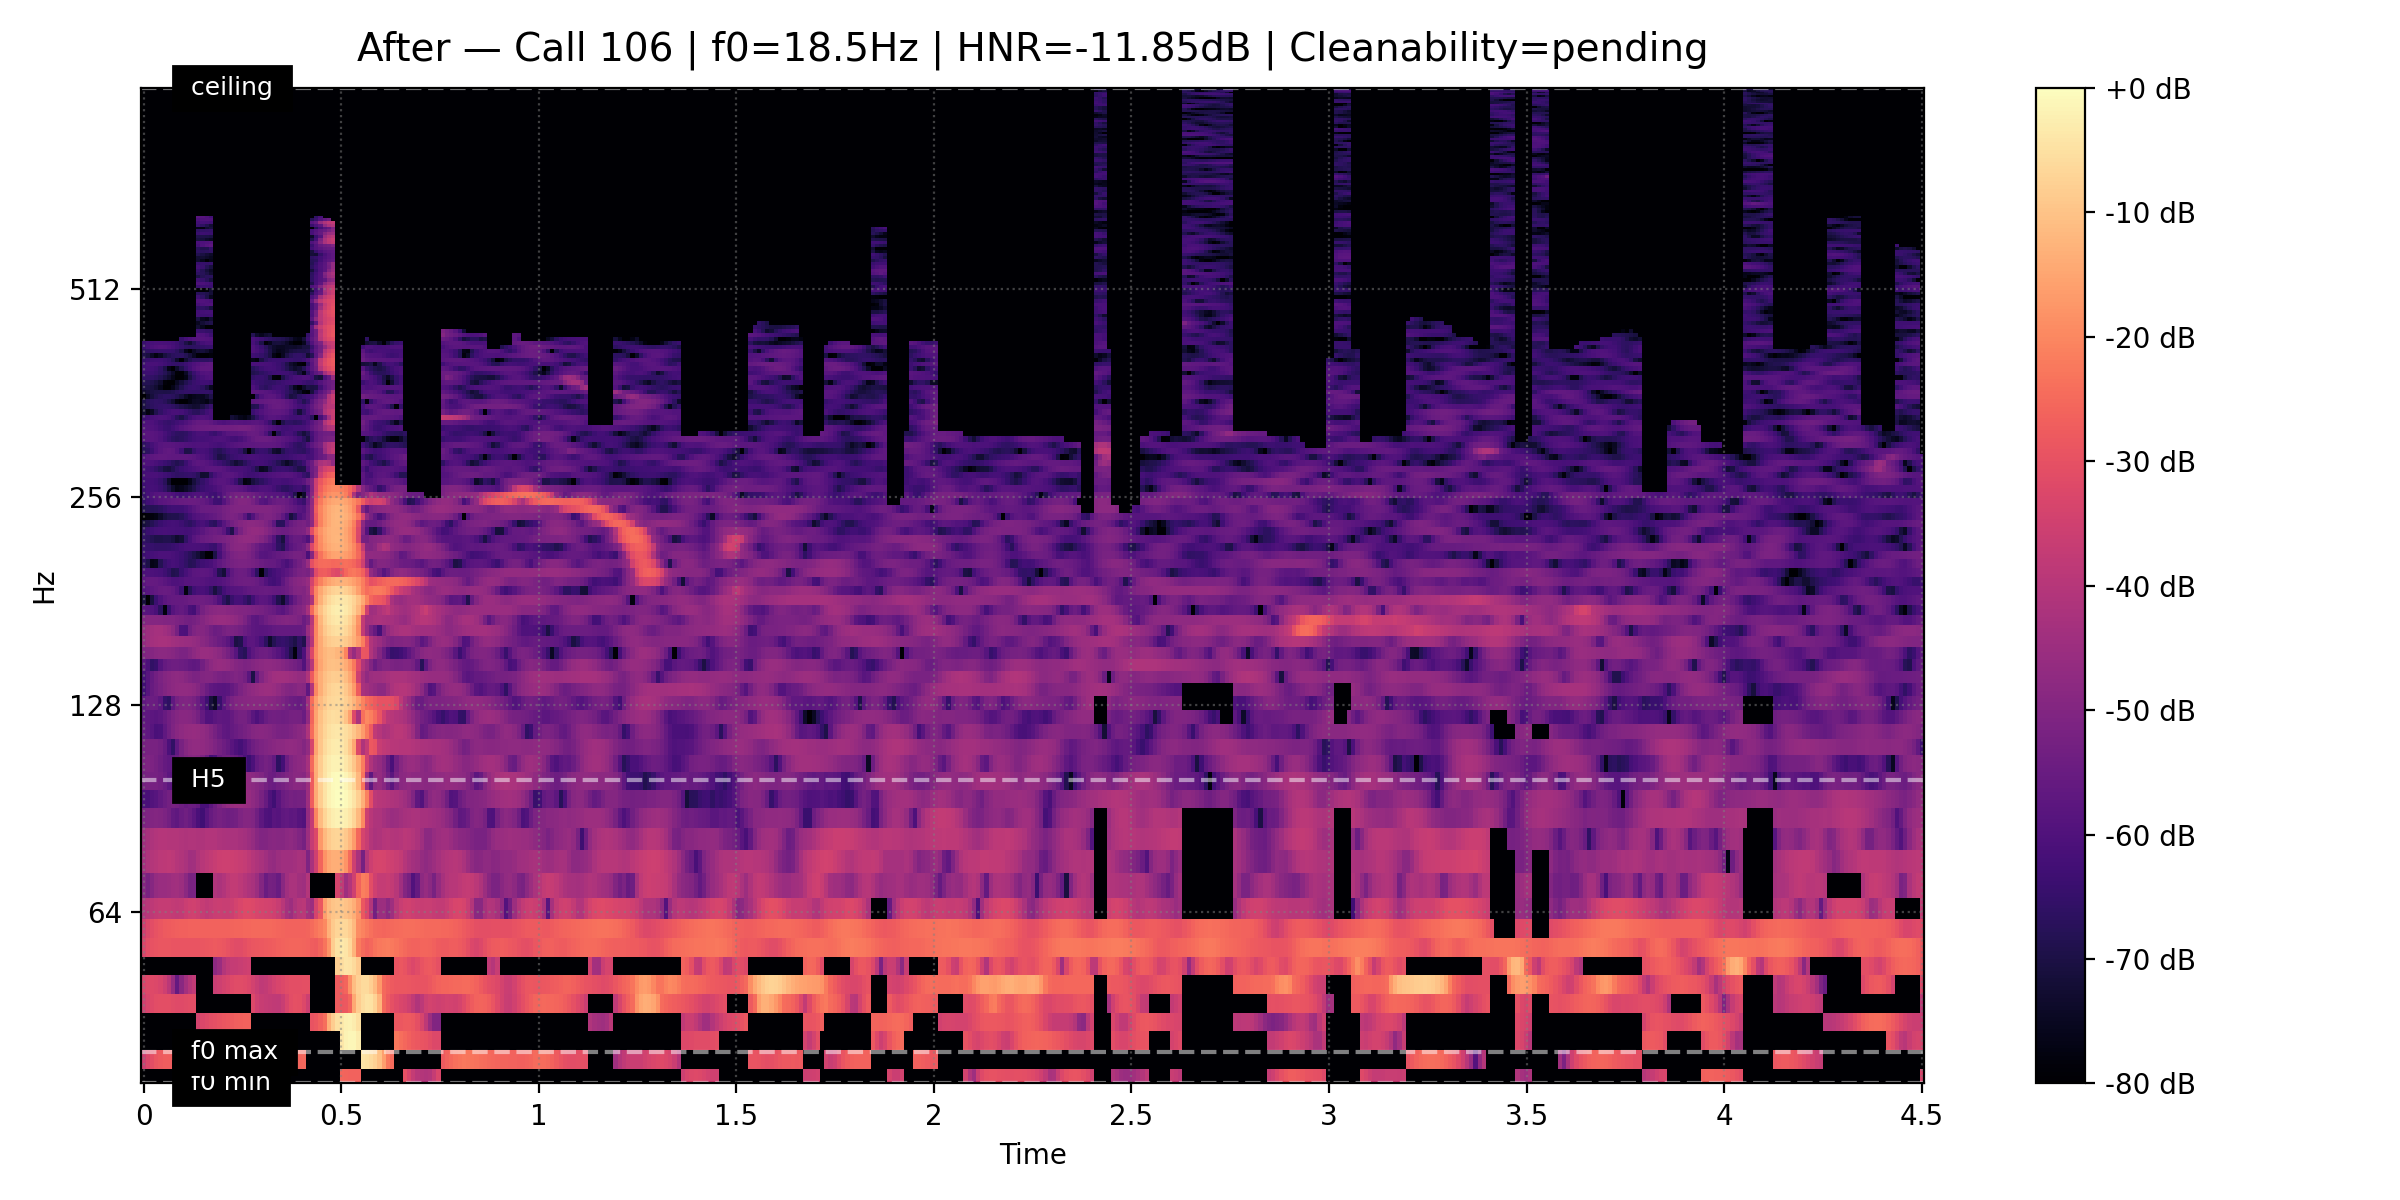 After — Call 106 | f0=18.5Hz | HNR=-11.85dB | Cleanability=pending
ceiling
512
256
128
64
Hz
H5
f0 max
f0 min
0 0.5 1 1.5 2 2.5 3 3.5 4 4.5
Time
+0 dB
-10 dB
-20 dB
-30 dB
-40 dB
-50 dB
-60 dB
-70 dB
-80 dB